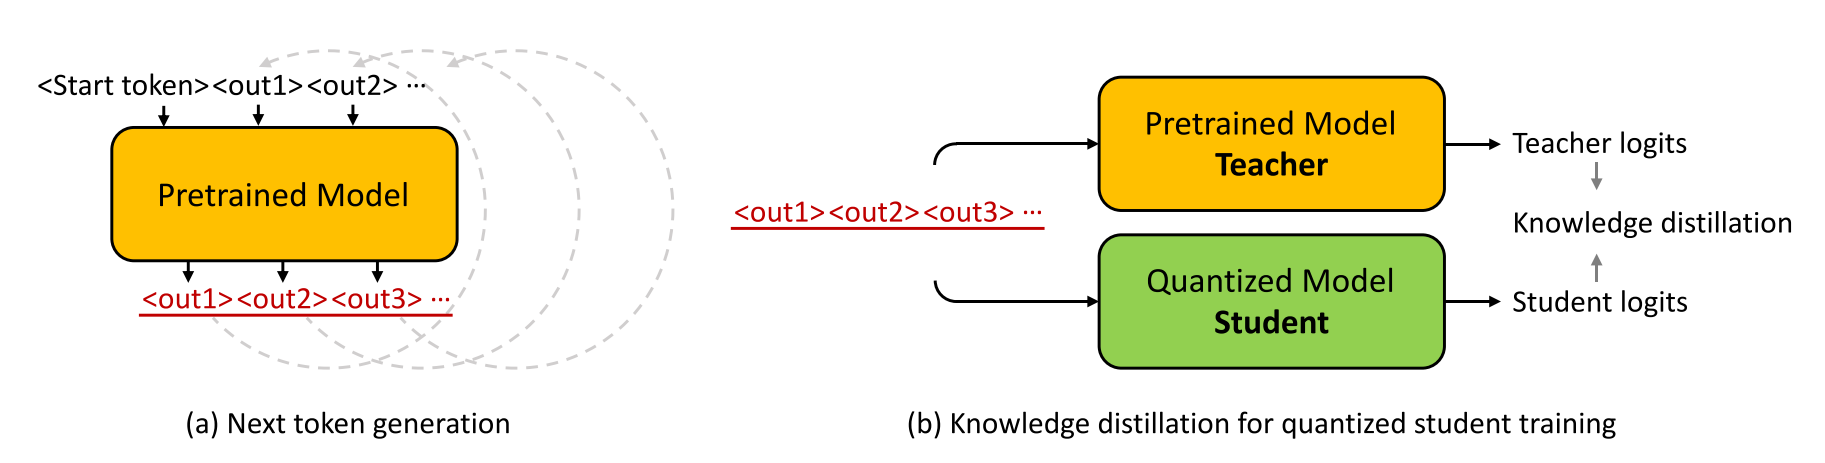 <Start token><out1><out2> ...
Pretrained Model
<out1><out2><out3> ...
(a) Next token generation
<out1><out2><out3> ...
Pretrained Model
Teacher
Quantized Model
Student
Teacher logits
Knowledge distillation
Student logits
(b) Knowledge distillation for quantized student training